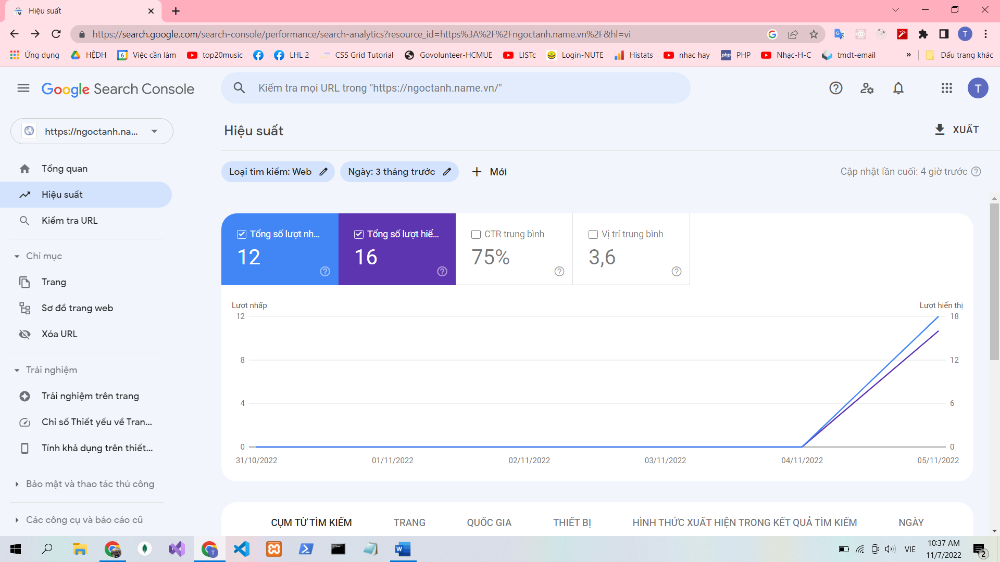 Hiệu suất
https://search.google.com/search-console/performance/search-analytics?resource_id=https%3A%2F%2Fngoctanh.name.vn%2F&hl=vi
T
Ứng dụng
HỆDH
6
Việc cần làm
top20music
LHL 2
CSS Grid Tutorial
Govolunteer-HCMUE
LISTc
Login-NUTE
Histats
nhac hay
php
PHP
Nhạc-H-C
tmdt-email
»
Dấu trang khác
Google Search Console
Kiểm tra mọi URL trong "https://ngoctanh.name.vn/"
T
https://ngoctanh.na...
Hiệu suất
XUẤT
Tổng quan
Hiệu suất
Kiểm tra URL
Chỉ mục
Trang
Sơ đồ trang web
Xóa URL
Trải nghiệm
Trải nghiệm trên trang
Chỉ số Thiết yếu về Tran...
Tính khả dụng trên thiết...
Bảo mật và thao tác thủ công
Các công cụ và báo cáo cũ
Loại tìm kiếm: Web
Ngày: 3 tháng trước
Mới
Cập nhật lần cuối: 4 giờ trước
Tổng số lượt nh...
12
Tổng số lượt hiể...
16
CTR trung bình
75%
Vị trí trung bình
3,6
Lượt nhấp
Lượt hiển thị
12
18
8
12
4
6
0
0
31/10/2022
01/11/2022
02/11/2022
03/11/2022
04/11/2022
05/11/2022
CỤM TỪ TÌM KIẾM
TRANG
QUỐC GIA
THIẾT BỊ
HÌNH THỨC XUẤT HIỆN TRONG KẾT QUẢ TÌM KIẾM
NGÀY
VIE
10:37 AM
11/7/2022
2